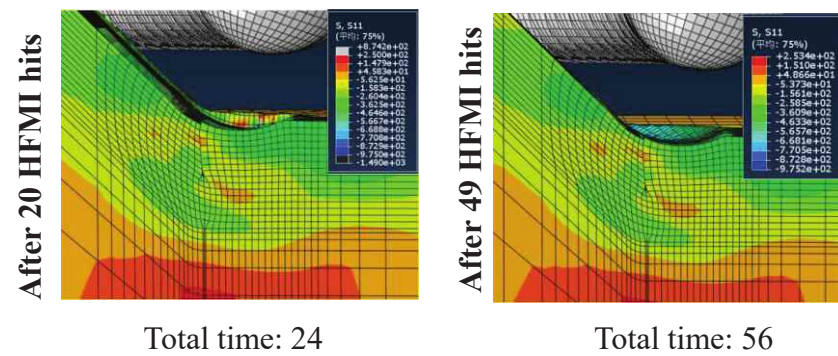 After 20 HFMI hits
S, S11
(平均: 75%)
+8.742e+02
+2.500e+02
+1.479e+02
+4.583e+01
-5.625e+01
-1.583e+02
-2.604e+02
-3.625e+02
-4.646e+02
-5.667e+02
-6.688e+02
-7.708e+02
-8.729e+02
-9.750e+02
-1.490e+03
Total time: 24
After 49 HFMI hits
S, S11
(平均: 75%)
+2.534e+02
+1.510e+02
+4.866e+01
-5.373e+01
-1.561e+02
-2.585e+02
-3.609e+02
-4.633e+02
-5.657e+02
-6.681e+02
-7.705e+02
-8.728e+02
-9.752e+02
Total time: 56